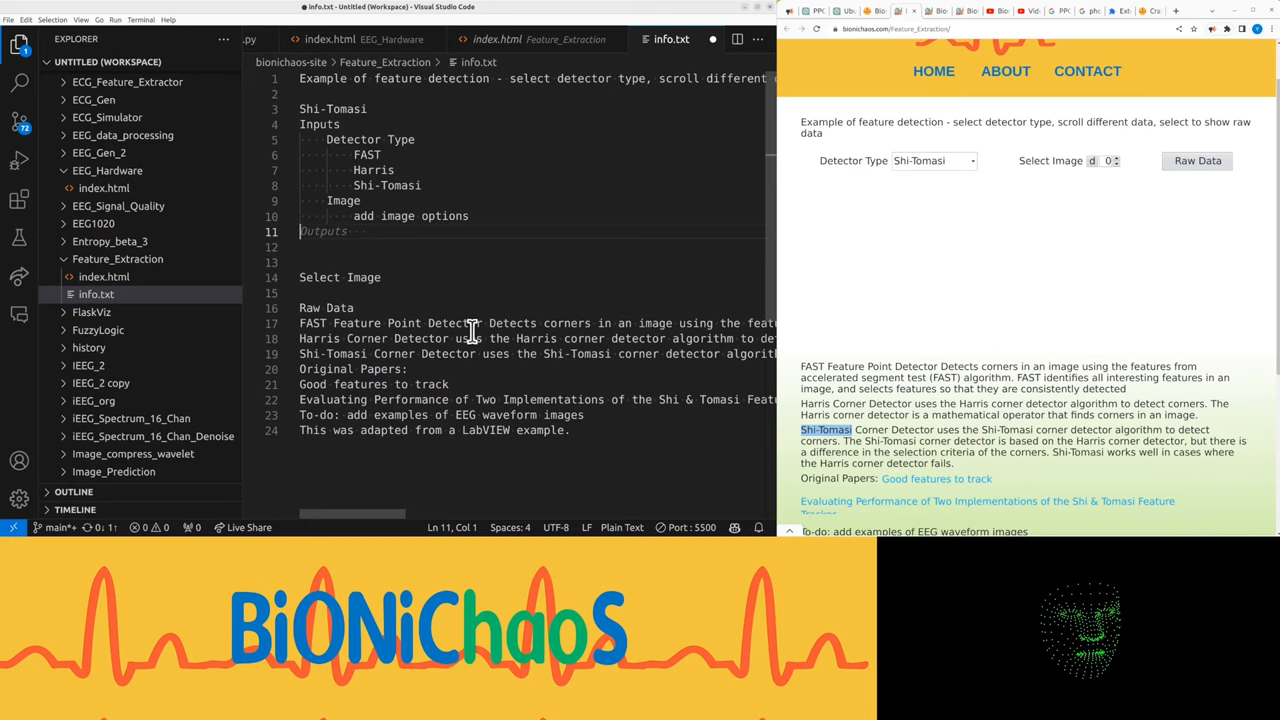 info.txt - Untitled (Workspace) - Visual Studio Code
Edit Selection View Go Run Terminal Help
EXPLORER
UNTITLED (WORKSPACE)
EEG_Feature_Extractor
EEG_Gen
EEG_Simulator
EEG_data_processing
EEG_Gen_2
EEG_Hardware
index.html
EEG_Signal_Quality
EEG1020
Entropy_beta_3
Feature_Extraction
index.html
info.txt
FlaskViz
FuzzyLogic
history
IEEG_2
IEEG_2 copy
iEEG_org
iEEG_Spectrum_16_Chan
iEEG_Spectrum_16_Chan_Denoise
Image_compress_wavelet
Image_Prediction
OUTLINE
TIMELINE
1
72
.py index.html EEG_Hardware index.html Feature_Extraction info.txt
bionichaos-site > Feature_Extraction > info.txt
1 Example of feature detection - select detector type, scroll different
2
3 Shi-Tomasi
4 Inputs
5 Detector Type
6 FAST
7 Harris
8 Shi-Tomasi
9 Image
10 add image options
11 Outputs
12
13
14 Select Image
15
16 Raw Data
17 FAST Feature Point Detector Detects corners in an image using the featu
18 Harris Corner Detector uses the Harris corner detector algorithm to de
19 Shi-Tomasi Corner Detector uses the Shi-Tomasi corner detector algorit
20 Original Papers:
21 Good features to track
22 Evaluating Performance of Two Implementations of the Shi & Tomasi Feat
23 To-do: add examples of EEG waveform images
24 This was adapted from a LabVIEW example.
main*+ 0↓ 1↑ 0 0 0 Live Share Ln 11, Col 1 Spaces: 4 UTF-8 LF Plain Text Port : 5500
bionichaos.com/Feature_Extraction/
HOME ABOUT CONTACT
Example of feature detection - select detector type, scroll different data, select to show raw
data
Detector Type Shi-Tomasi Select Image d 0 Raw Data
FAST Feature Point Detector Detects corners in an image using the features from
accelerated segment test (FAST) algorithm. FAST identifies all interesting features in an
image, and selects features so that they are consistently detected
Harris Corner Detector uses the Harris corner detector algorithm to detect corners. The
Harris corner detector is a mathematical operator that finds corners in an image.
Shi-Tomasi Corner Detector uses the Shi-Tomasi corner detector algorithm to detect
corners. The Shi-Tomasi corner detector is based on the Harris corner detector, but there is
a difference in the selection criteria of the corners. Shi-Tomasi works well in cases where
the Harris corner detector fails.
Original Papers: Good features to track
Evaluating Performance of Two Implementations of the Shi & Tomasi Feature
Tracker
To-do: add examples of EEG waveform images
BiONiChaoS